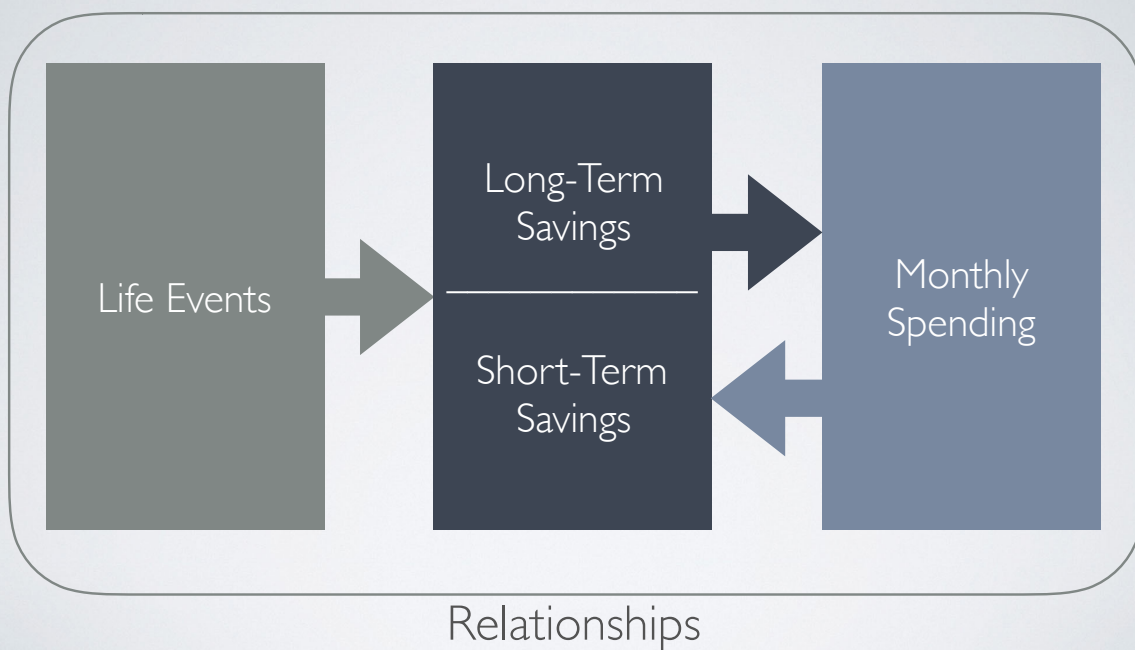 Life Events
Long-Term
Savings
Short-Term
Savings
Monthly
Spending
Relationships